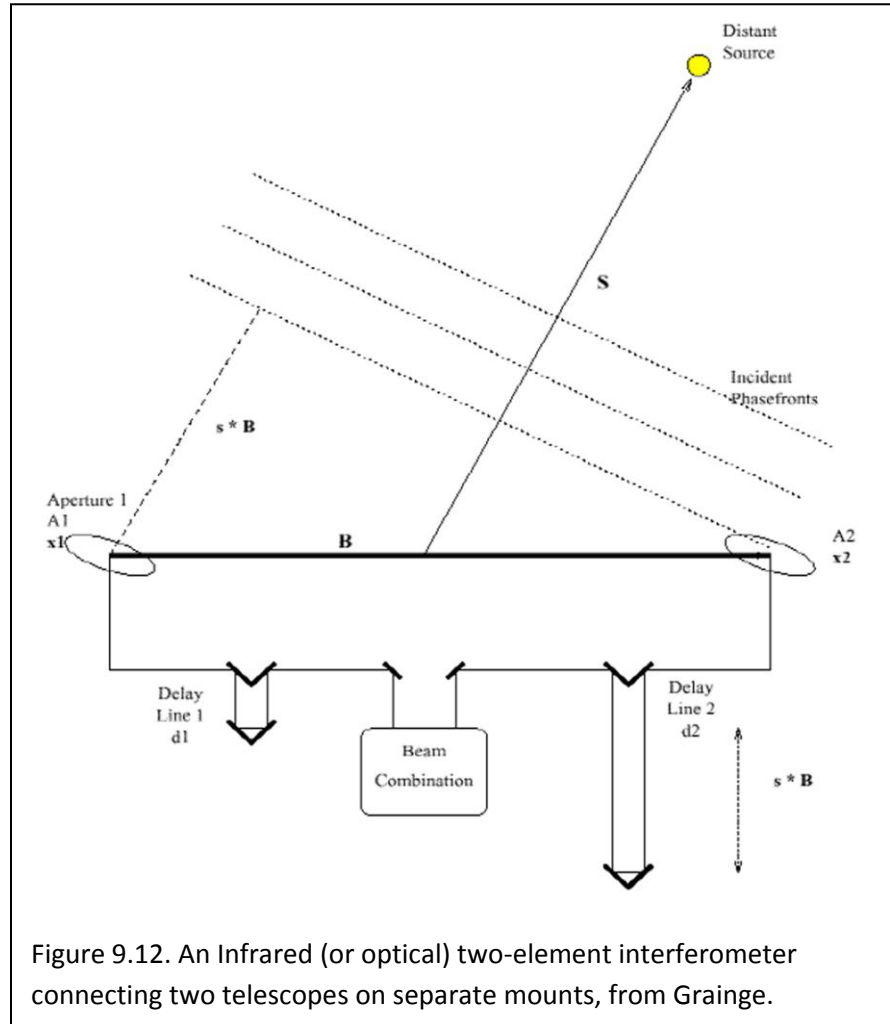 Distant
Source
S
Incident
Phasefronts
s * B
Aperture 1
A1
x1
B
A2
x2
Delay
Line 1
d1
Delay
Line 2
d2
Beam
Combination
s * B
Figure 9.12. An Infrared (or optical) two-element interferometer
connecting two telescopes on separate mounts, from Grainge.